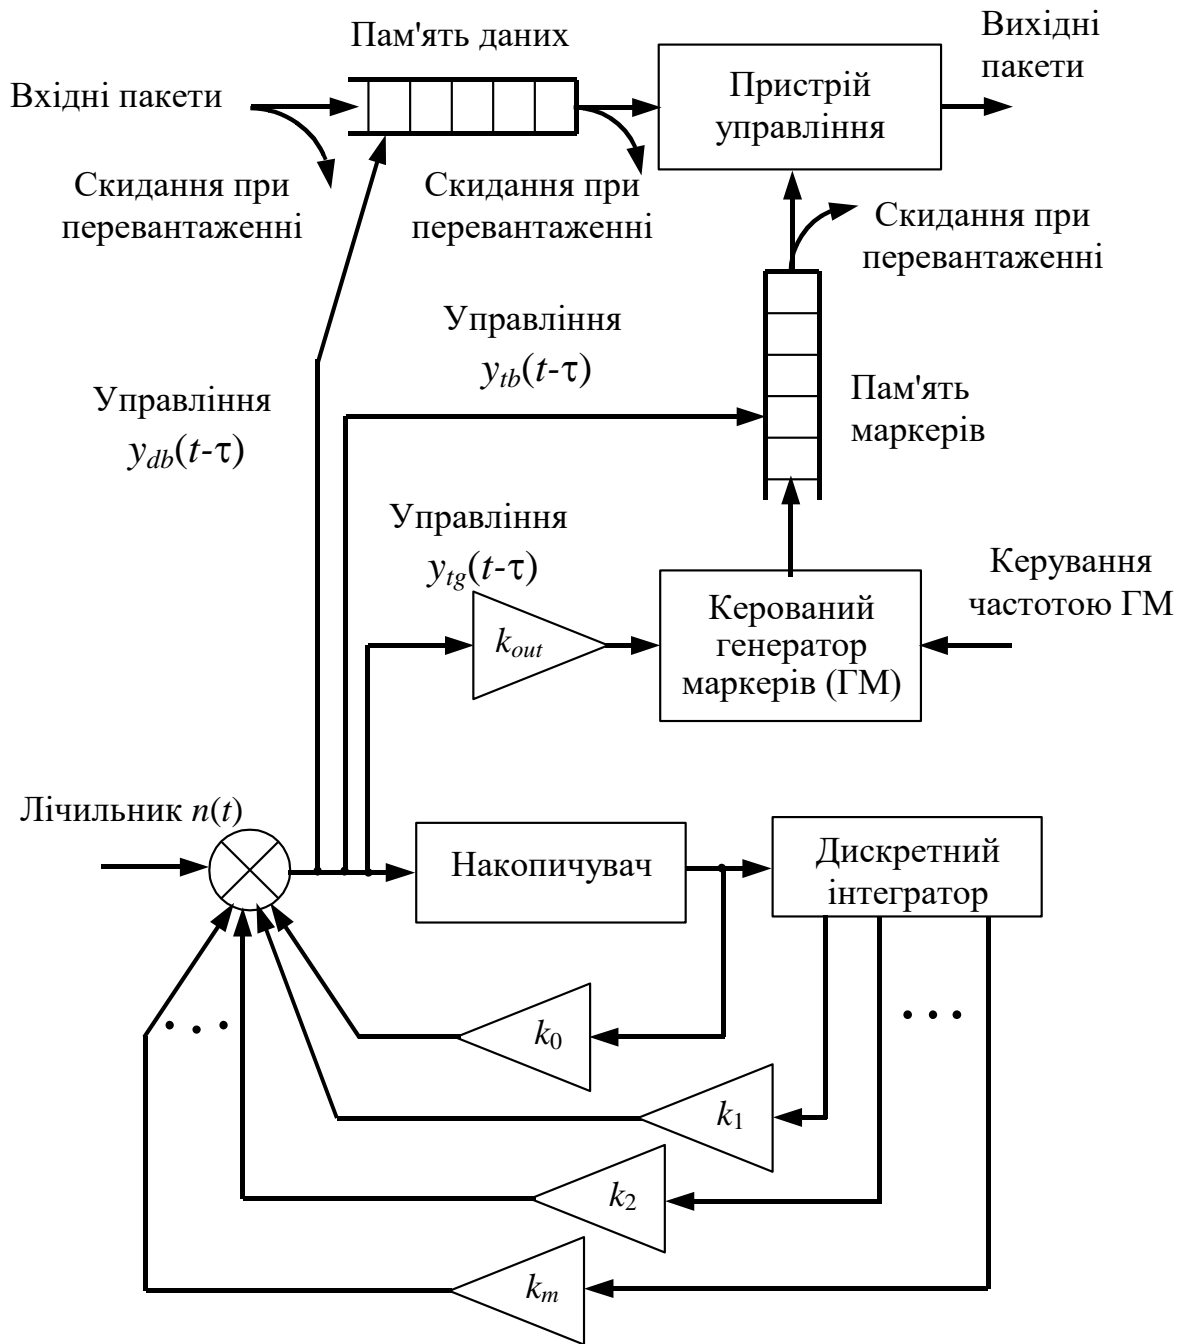 Пам'ять даних
Вихідні
пакети
Вхідні пакети
Пристрій
управління
Скидання при
перевантаженні
Скидання при
перевантаженні
Скидання при
перевантаженні
Управління
y_tb(t-τ)
Управління
y_db(t-τ)
Пам'ять
маркерів
Управління
y_tg(t-τ)
Керування
частотою ГМ
k_out
Керований
генератор
маркерів (ГМ)
Лічильник n(t)
Накопичувач
Дискретний
інтегратор
. . .
. . .
k_0
k_1
k_2
k_m